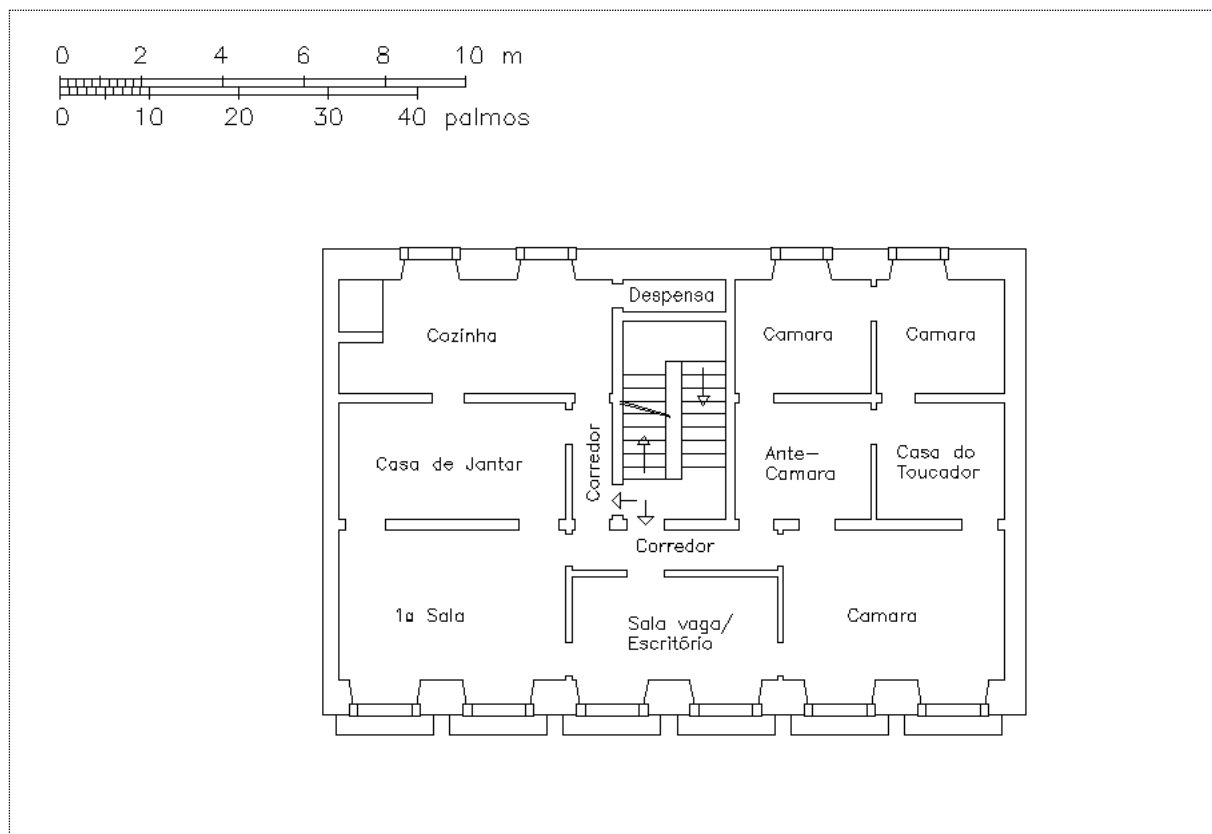 0 2 4 6 8 10 m
0 10 20 30 40 palmos
Despensa
Cozinha
Camara
Camara
Corredor
Casa de Jantar
Ante-
Camara
Casa do
Toucador
Corredor
1a Sala
Sala vaga/
Escritório
Camara